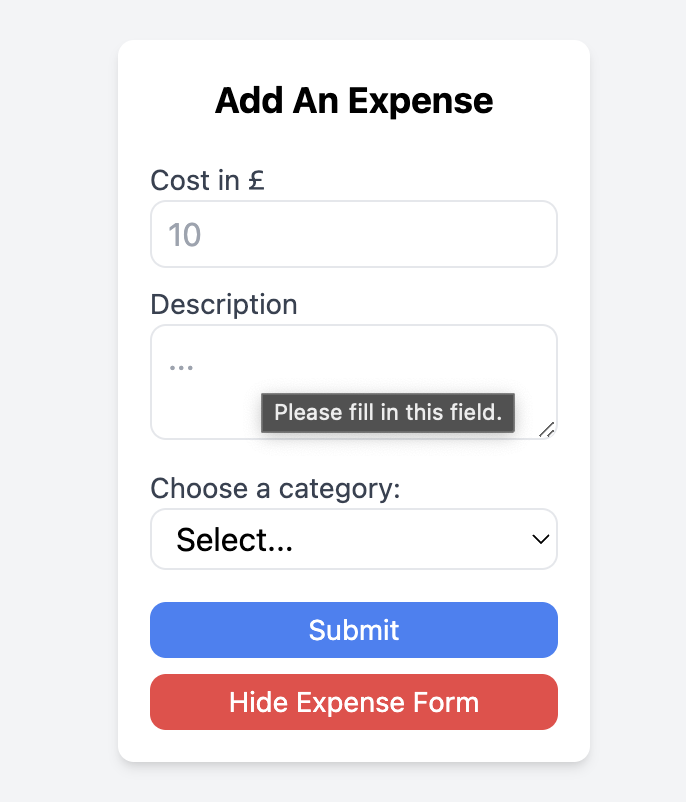 Add An Expense
Cost in £
10
Description
...
Please fill in this field.
Choose a category:
Select...
Submit
Hide Expense Form